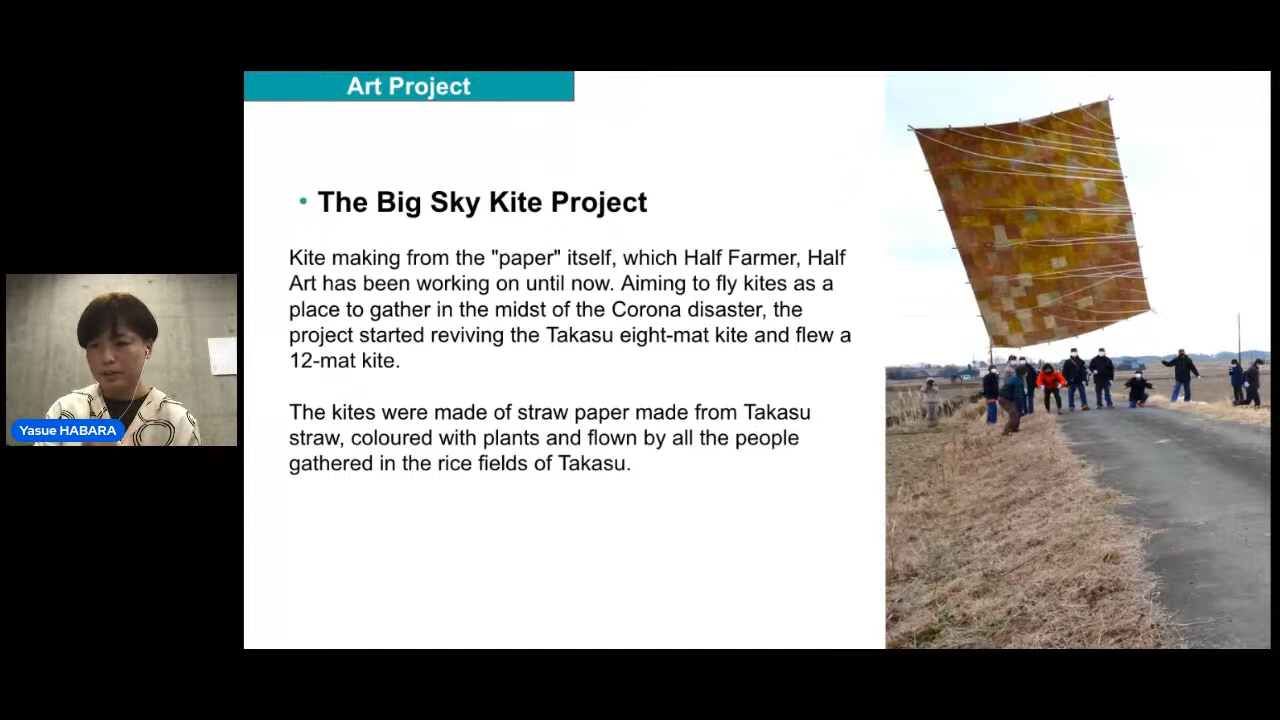 Art Project
• The Big Sky Kite Project
Kite making from the "paper" itself, which Half Farmer, Half
Art has been working on until now. Aiming to fly kites as a
place to gather in the midst of the Corona disaster, the
project started reviving the Takasu eight-mat kite and flew a
12-mat kite.
The kites were made of straw paper made from Takasu
straw, coloured with plants and flown by all the people
gathered in the rice fields of Takasu.
Yasue HABARA